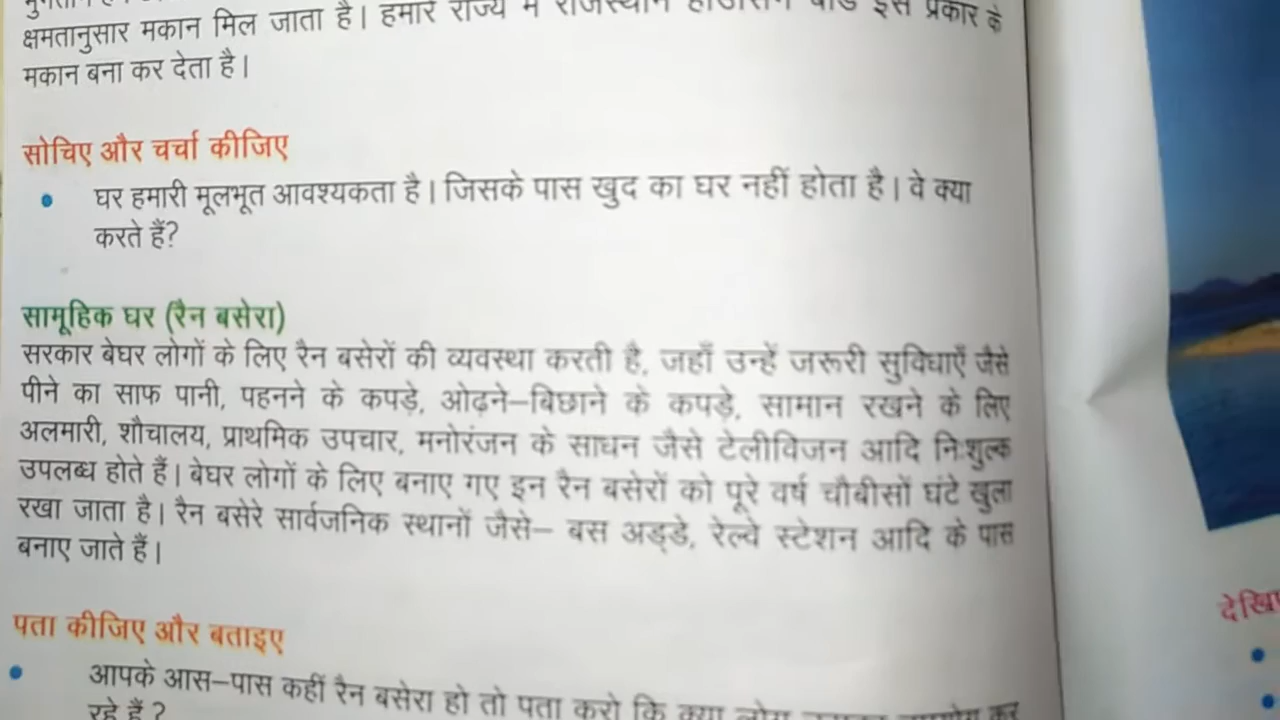 क्षमतानुसार मकान मिल जाता है। हमारे राज्य में राजस्थान इस प्रकार के
मकान बना कर देता है।
सोचिए और चर्चा कीजिए
घर हमारी मूलभूत आवश्यकता है। जिसके पास खुद का घर नहीं होता है। वे क्या
करते हैं?
सामूहिक घर (रैन बसेरा)
सरकार बेघर लोगों के लिए रैन बसेरों की व्यवस्था करती है, जहाँ उन्हें जरूरी सुविधाएँ जैसे
पीने का साफ पानी, पहनने के कपड़े, ओढ़ने–बिछाने के कपड़े, सामान रखने के लिए
अलमारी, शौचालय, प्राथमिक उपचार, मनोरंजन के साधन जैसे टेलीविजन आदि निःशुल्क
उपलब्ध होते हैं। बेघर लोगों के लिए बनाए गए इन रैन बसेरों को पूरे वर्ष चौबीसों घंटे खुला
रखा जाता है। रैन बसेरे सार्वजनिक स्थानों जैसे– बस अड्डे, रेल्वे स्टेशन आदि के पास
बनाए जाते हैं।
पता कीजिए और बताइए
आपके आस–पास कहीं रैन बसेरा हो तो पता करो कि क्या लोग कर
रहे हैं?